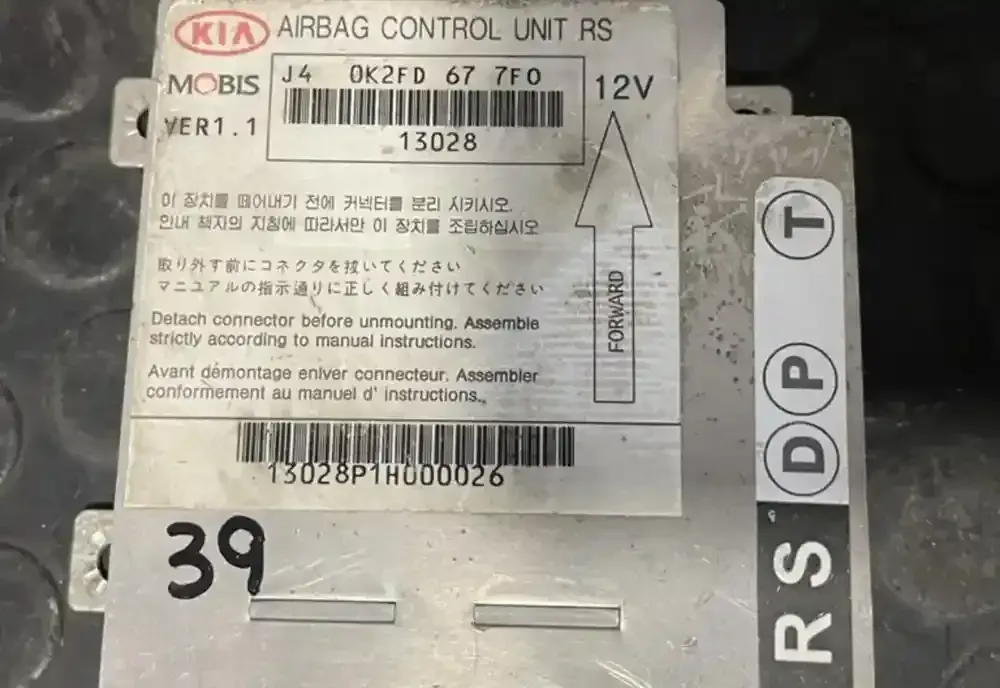 KIA AIRBAG CONTROL UNIT RS
MOBIS J4 0K2FD 67 7F0 12V
VER1.1 13028
이 장치를 떼어내기 전에 커넥터를 분리 시키시오.
안내 책자의 지침에 따라서만 이 장치를 조립하십시오
取り外す前にコネクタを抜いてください
マニュアルの指示通りに正しく組み付けてください
Detach connector before unmounting. Assemble
strictly according to manual instructions.
Avant démontage enlver connecteur. Assembler
conformement au manuel d' instructions.
FORWARD
13028P1H000026
39
RS D P T